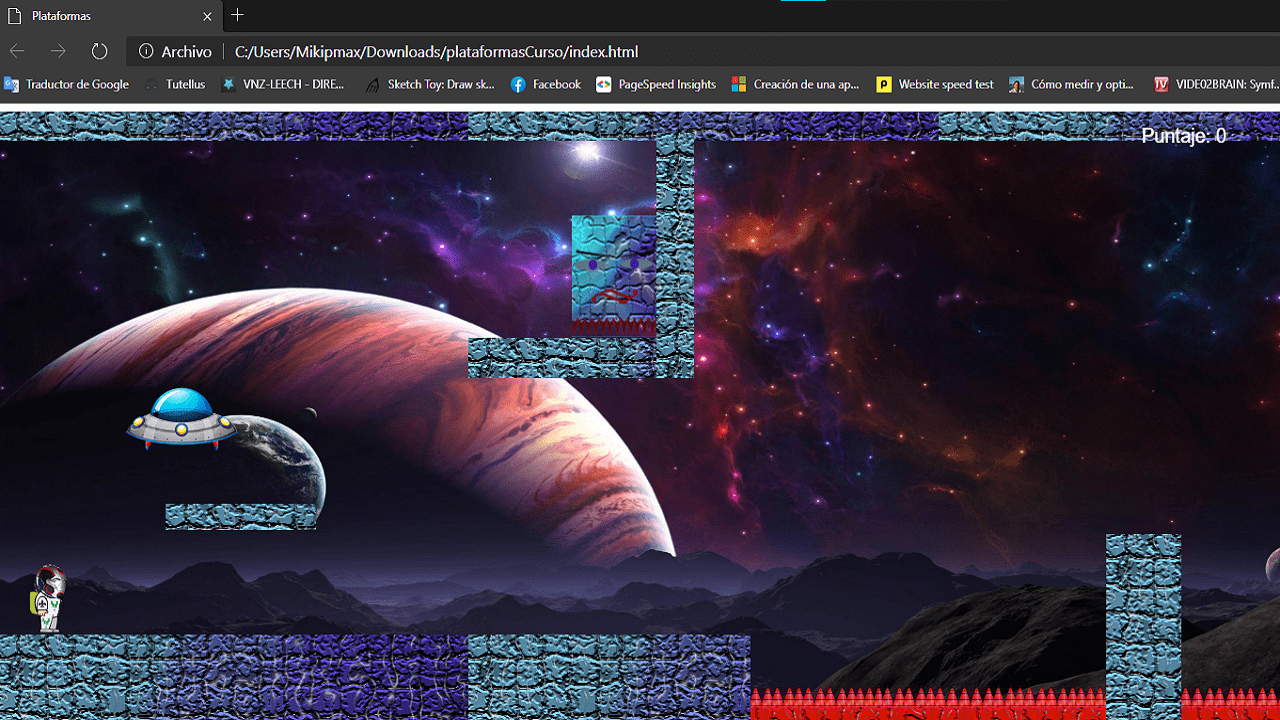 Plataformas
Archivo C:/Users/Mikipmax/Downloads/plataformasCurso/index.html
Traductor de Google Tutellus VNZ-LEECH - DIRE... Sketch Toy: Draw sk... Facebook PageSpeed Insights Creación de una ap... Website speed test Cómo medir y opti... VIDEO2BRAIN: Symf...
Puntaje: 0